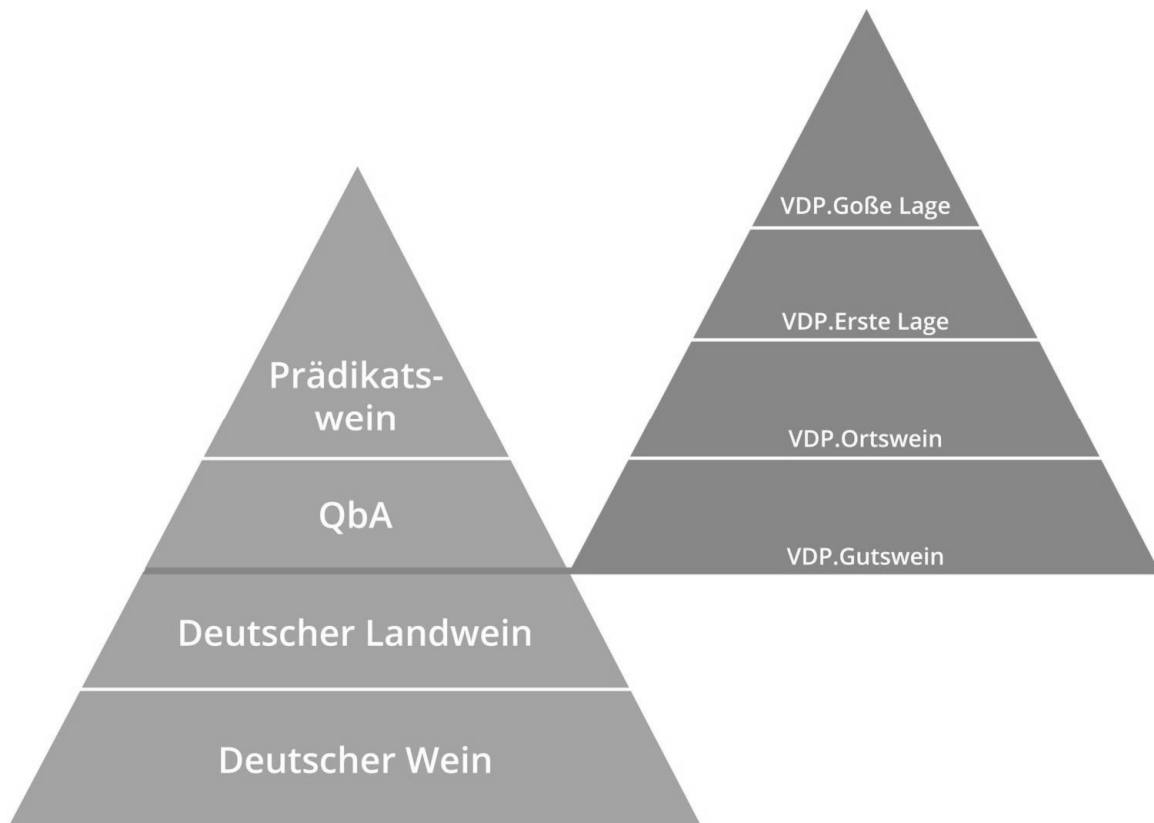 Prädikats-
wein
QbA
Deutscher Landwein
Deutscher Wein
VDP.Goße Lage
VDP.Erste Lage
VDP.Ortswein
VDP.Gutswein